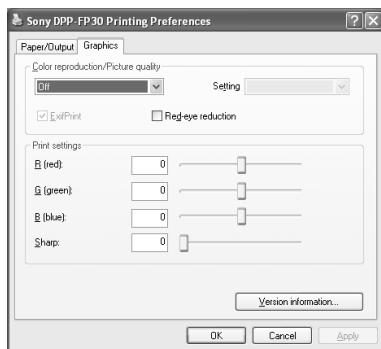 Sony DPP-FP30 Printing Preferences
Paper/Output Graphics
Color reproduction/Picture quality
Off Setting
ExifPrint Red-eye reduction
Print settings
R (red): 0
G (green): 0
B (blue): 0
Sharp: 0
Version information...
OK Cancel Apply